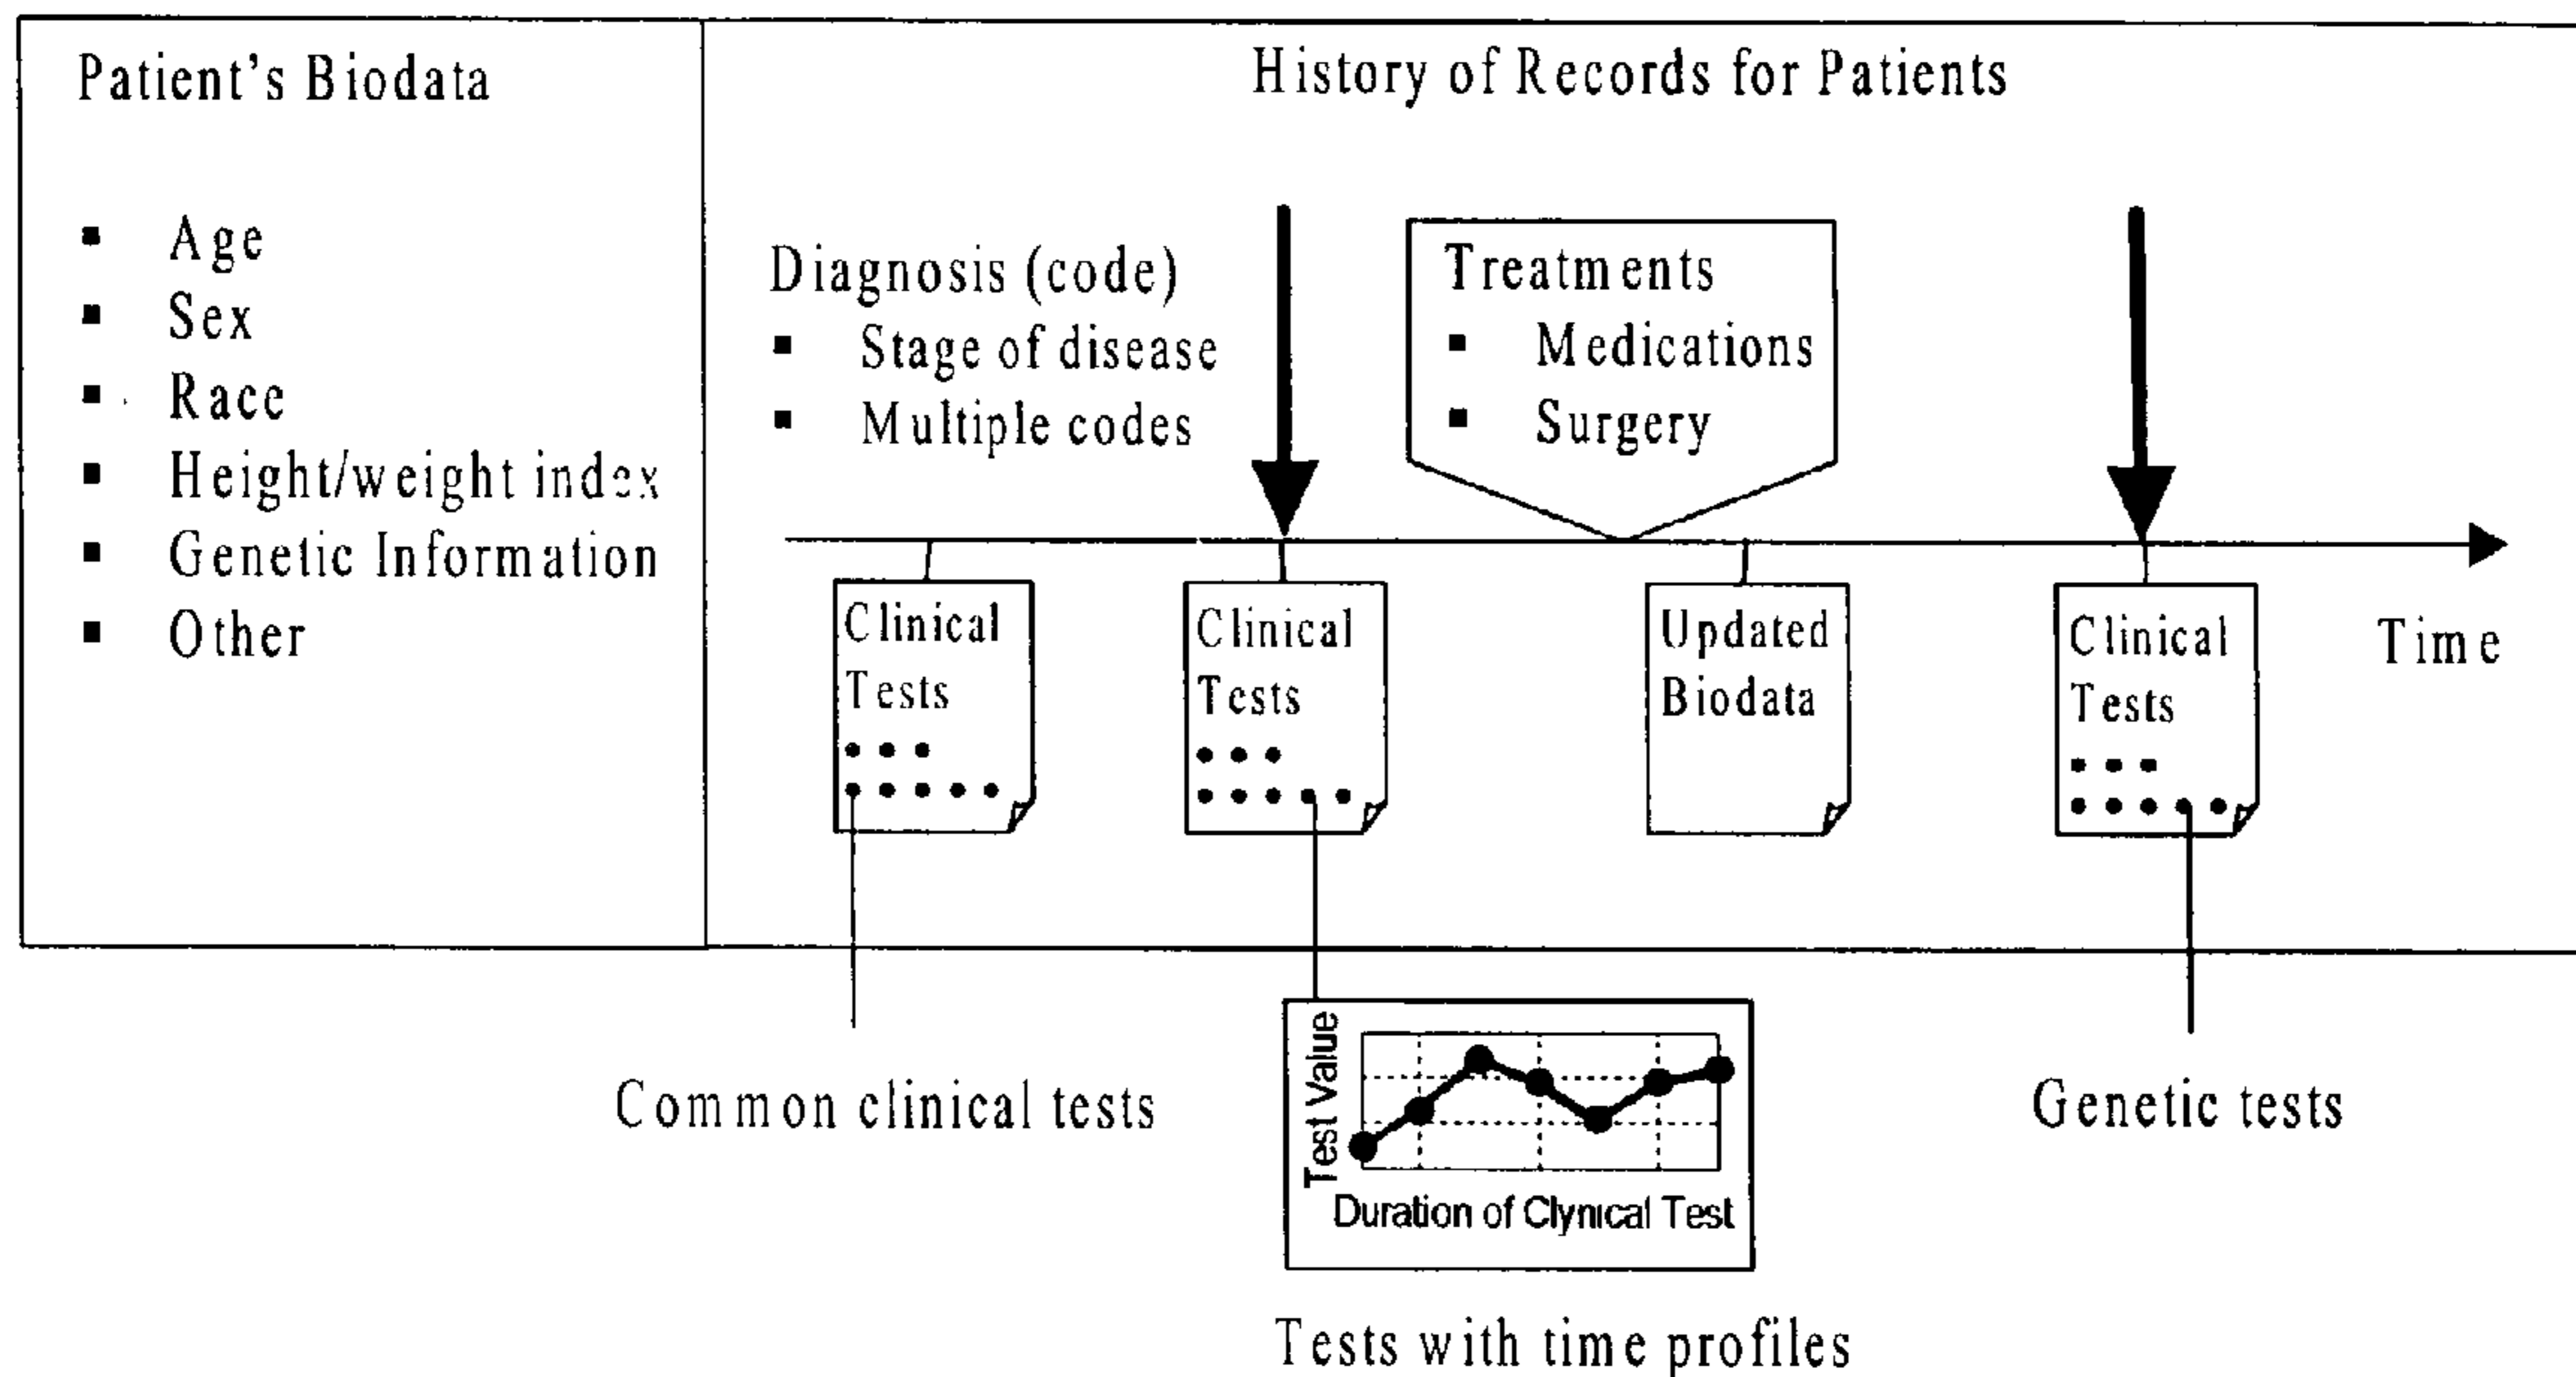 Patient's Biodata
Age
Sex
Race
Height/weight index
Genetic Information
Other
History of Records for Patients
Diagnosis (code)
Stage of disease
Multiple codes
Treatments
Medications
Surgery
Clinical
Tests
Clinical
Tests
Updated
Biodata
Clinical
Tests
Time
Common clinical tests
Test Value
Duration of Clynical Test
Genetic tests
Tests with time profiles